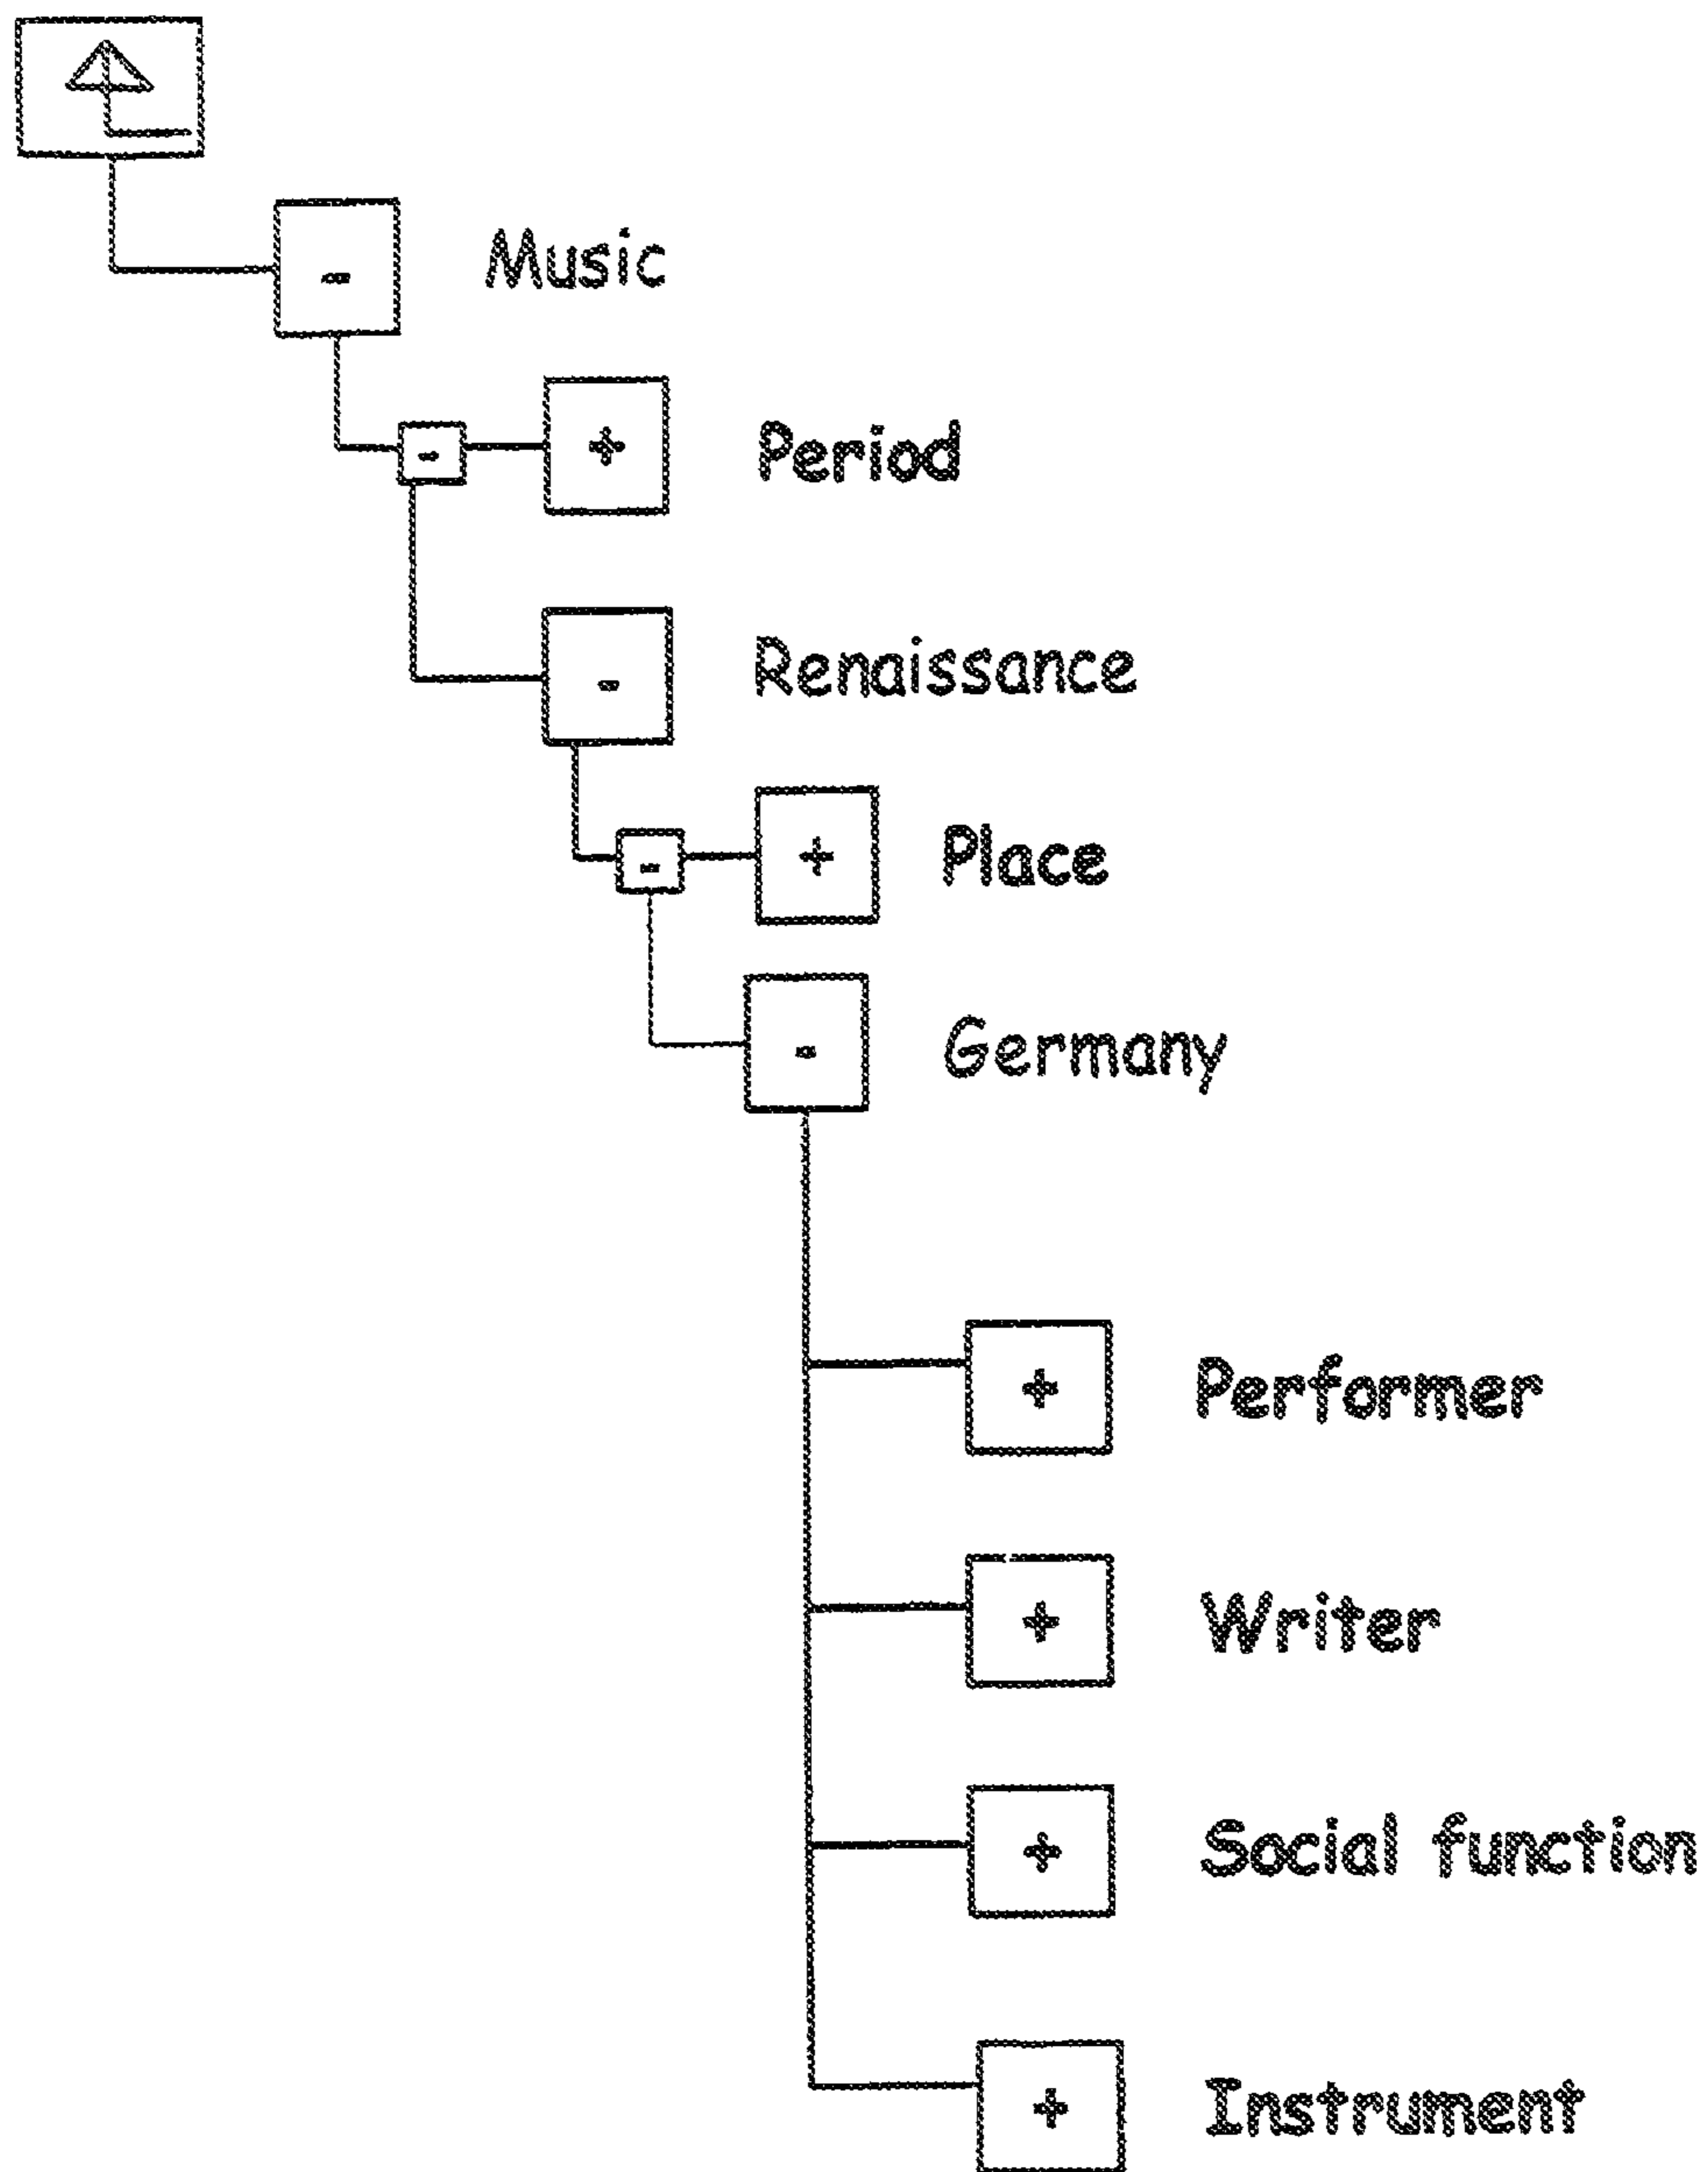 - Music
- + Period
- Renaissance
- + Place
- Germany
+ Performer
+ Writer
+ Social function
+ Instrument